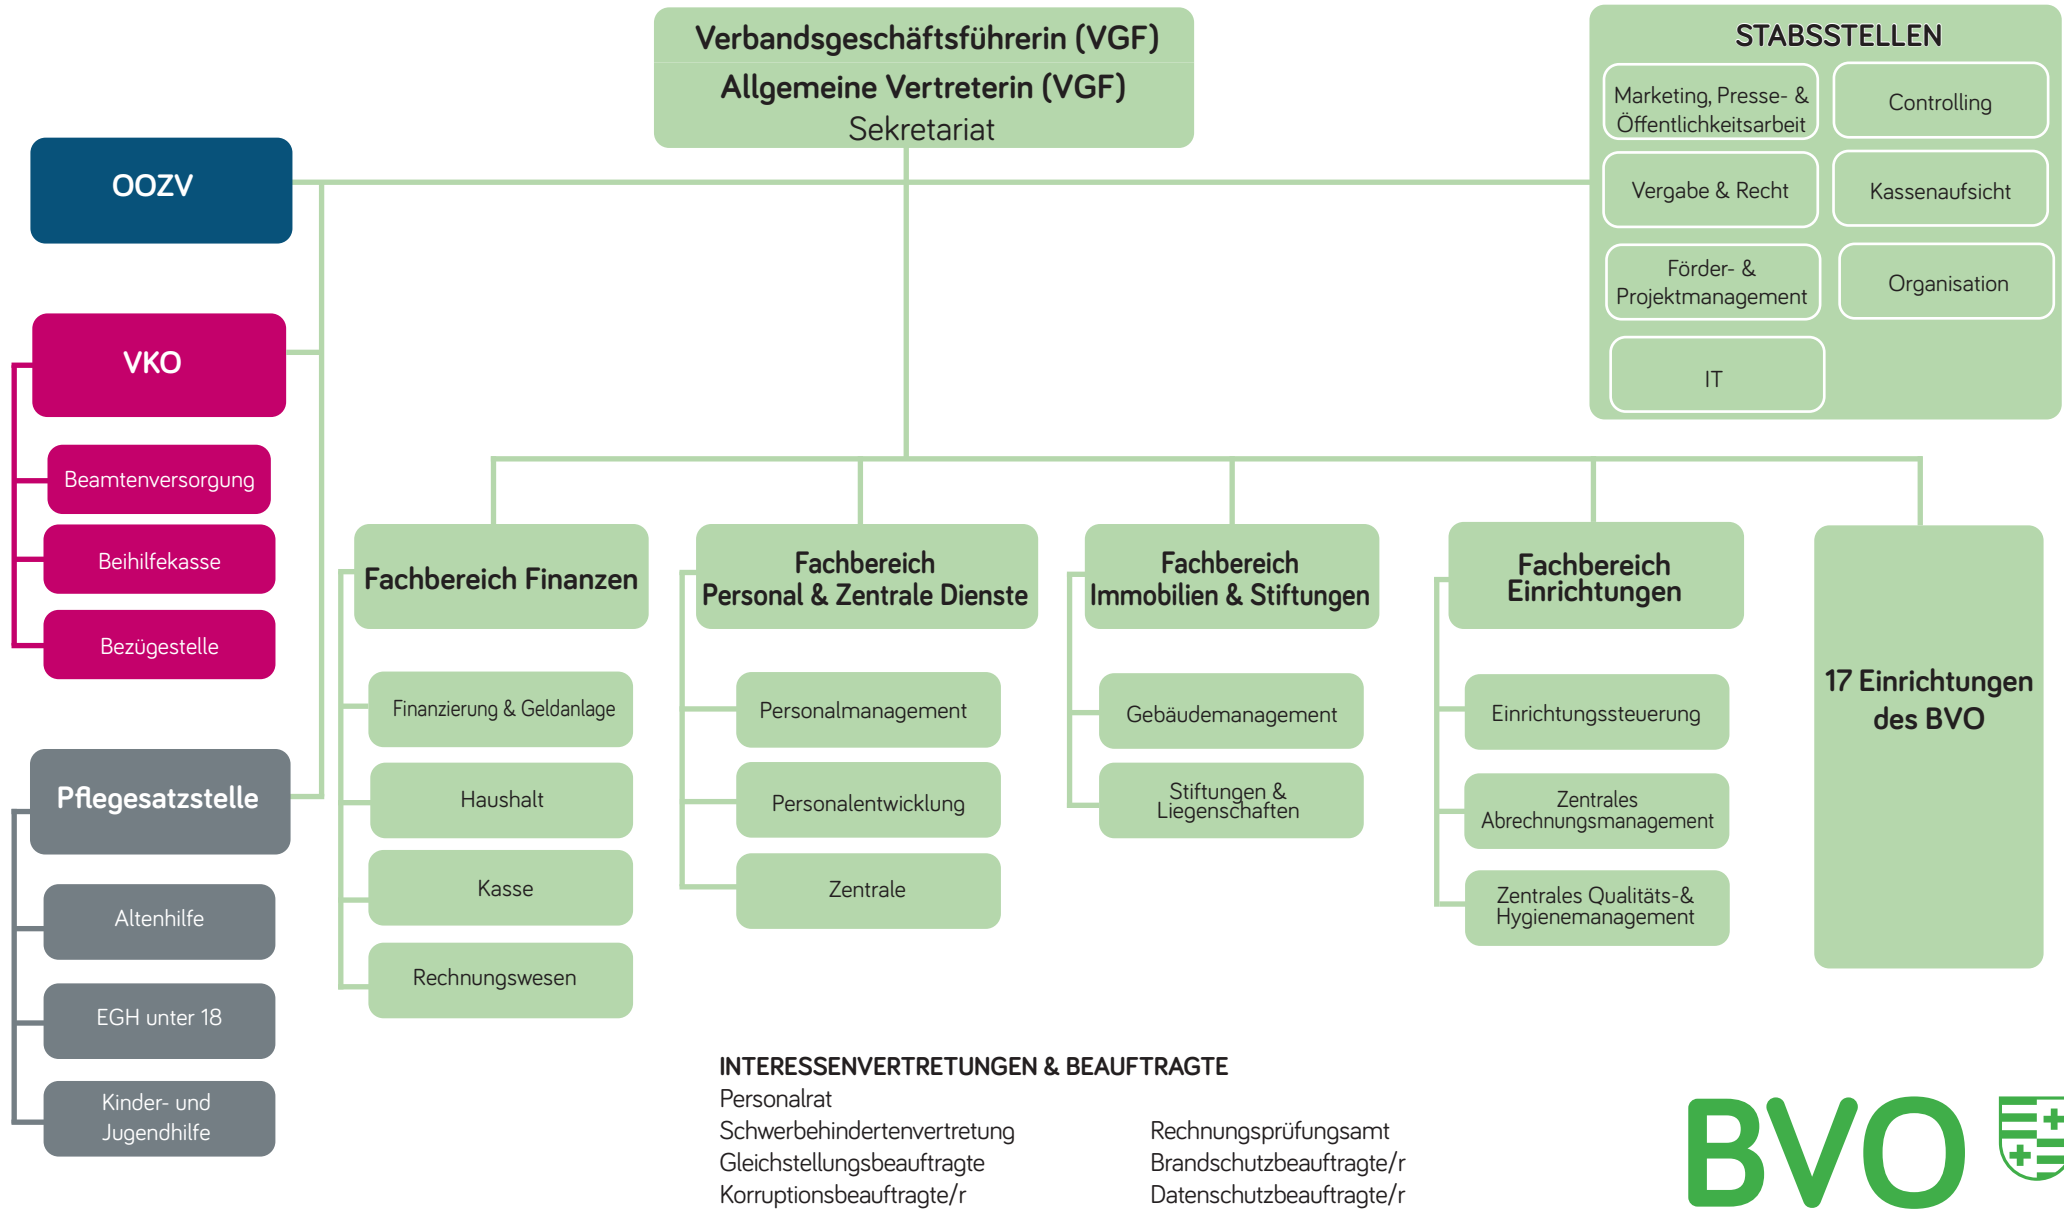 Verbandsgeschäftsführerin (VGF)
Allgemeine Vertreterin (VGF)
Sekretariat
STABSSTELLEN
Marketing, Presse- &
Öffentlichkeitsarbeit
Controlling
Vergabe & Recht
Kassenaufsicht
Förder- &
Projektmanagement
Organisation
IT
OOZV
VKO
Beamtenversorgung
Beihilfekasse
Bezügestelle
Pflegesatzstelle
Altenhilfe
EGH unter 18
Kinder- und
Jugendhilfe
Fachbereich Finanzen
Finanzierung & Geldanlage
Haushalt
Kasse
Rechnungswesen
Fachbereich
Personal & Zentrale Dienste
Personalmanagement
Personalentwicklung
Zentrale
Fachbereich
Immobilien & Stiftungen
Gebäudemanagement
Stiftungen &
Liegenschaften
Fachbereich
Einrichtungen
Einrichtungssteuerung
Zentrales
Abrechnungsmanagement
Zentrales Qualitäts-&
Hygienemanagement
17 Einrichtungen
des BVO
INTERESSENVERTRETUNGEN & BEAUFTRAGTE
Personalrat
Schwerbehindertenvertretung
Gleichstellungsbeauftragte
Korruptionsbeauftragte/r
Rechnungsprüfungsamt
Brandschutzbeauftragte/r
Datenschutzbeauftragte/r
BVO